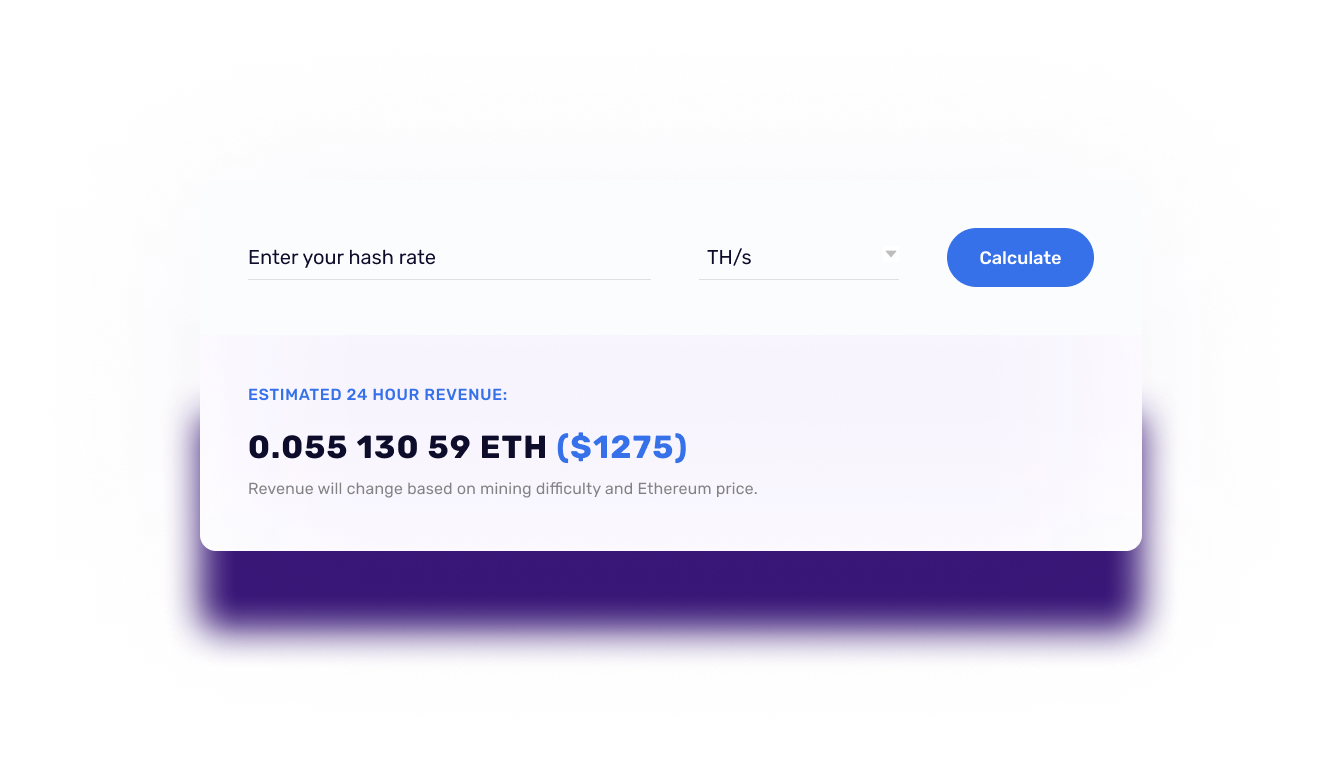 Enter your hash rate TH/s Calculate
ESTIMATED 24 HOUR REVENUE:
0.055 130 59 ETH ($1275)
Revenue will change based on mining difficulty and Ethereum price.